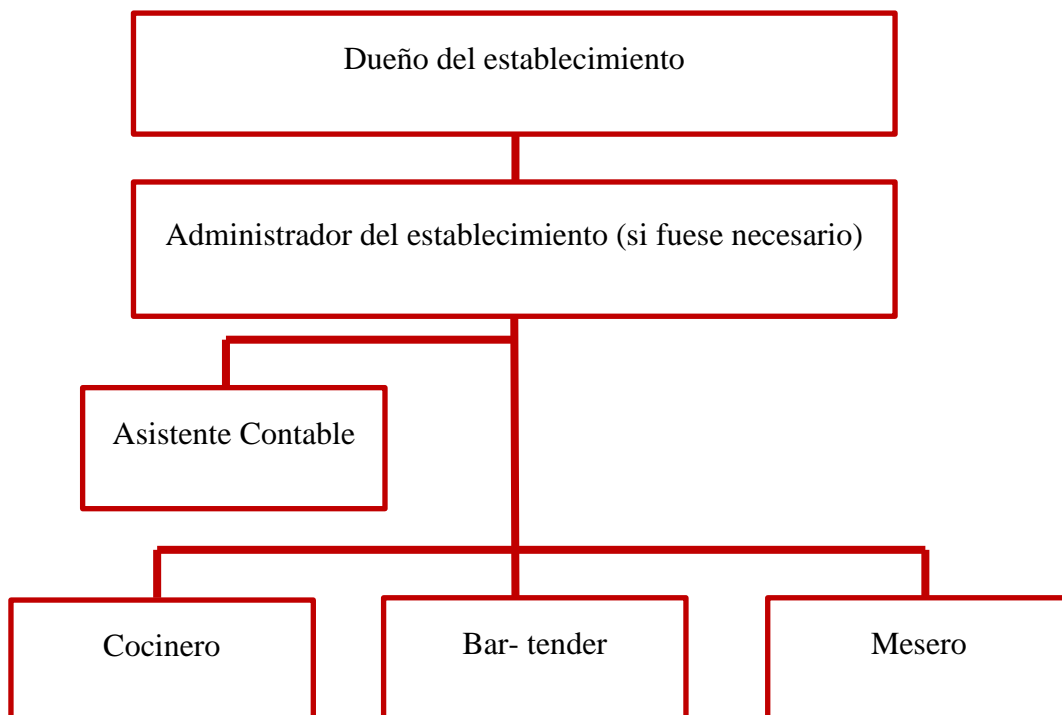 Dueño del establecimiento
Administrador del establecimiento (si fuese necesario)
Asistente Contable
Cocinero
Bar- tender
Mesero